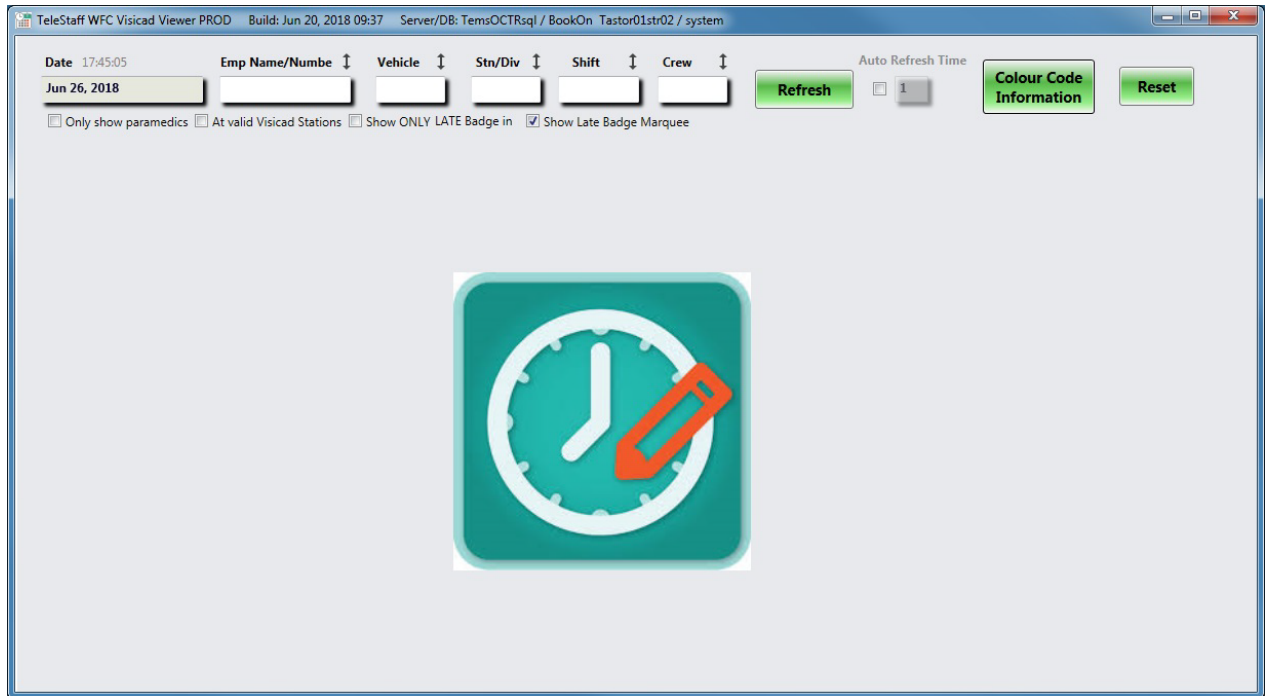 TeleStaff WFC Visicad Viewer PROD Build: Jun 20, 2018 09:37 Server/DB: TemsOCTRsql / BookOn Tastor01str02 / system
Date 17:45:05 Emp Name/Numbe Vehicle Stn/Div Shift Crew Auto Refresh Time
Jun 26, 2018 Refresh 1 Colour Code Information Reset
Only show paramedics At valid Visicad Stations Show ONLY LATE Badge in Show Late Badge Marquee